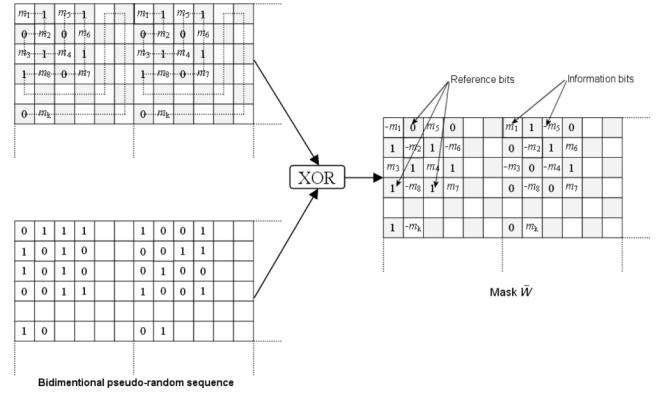 m1 1 m5 1 m1 1 m5 1
0 m2 0 m6 0 m2 0 m6
m3 1 m4 1 m3 1 m4 1
1 m8 0 m7 1 m8 0 m7
0 mk 0 mk
Reference bits
Information bits
-m1 0 m5 0 m1 1 -m5 0
1 -m2 1 -m6 0 -m2 1 m6
m3 1 m4 1 -m3 0 -m4 1
1 -m8 1 m7 0 -m8 0 m7
1 -mk 0 mk
XOR
Mask W̄
0 1 1 1 1 0 0 1
1 0 1 0 0 0 1 1
1 0 1 0 0 1 0 0
0 0 1 1 1 0 0 1
1 0 0 1
Bidimentional pseudo-random sequence